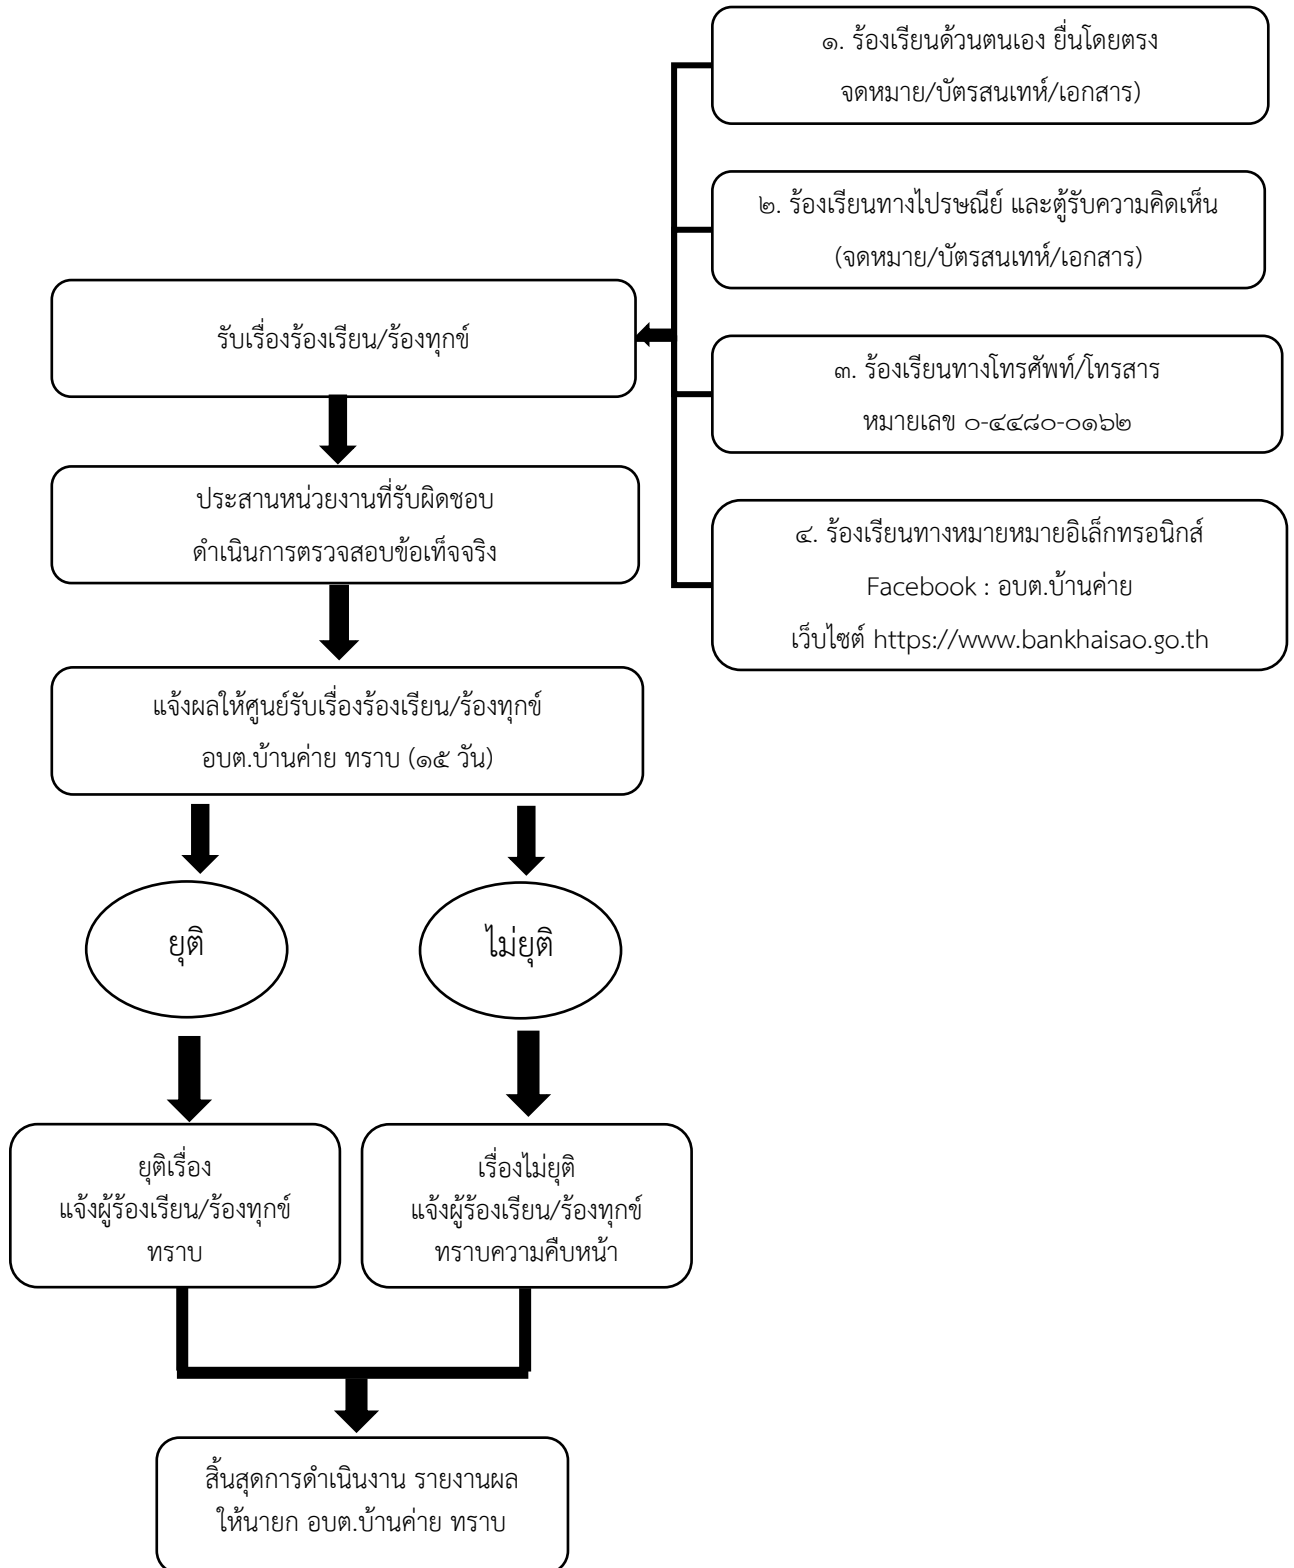 ๑. ร้องเรียนด้วนตนเอง ยื่นโดยตรง
จดหมาย/บัตรสนเทห์/เอกสาร)
๒. ร้องเรียนทางไปรษณีย์ และตู้รับความคิดเห็น
(จดหมาย/บัตรสนเทห์/เอกสาร)
๓. ร้องเรียนทางโทรศัพท์/โทรสาร
หมายเลข ๐-๔๔๘๐-๐๑๖๒
๔. ร้องเรียนทางหมายหมายอิเล็กทรอนิกส์
Facebook : อบต.บ้านค่าย
เว็บไซต์ https://www.bankhaisao.go.th
รับเรื่องร้องเรียน/ร้องทุกข์
ประสานหน่วยงานที่รับผิดชอบ
ดำเนินการตรวจสอบข้อเท็จจริง
แจ้งผลให้ศูนย์รับเรื่องร้องเรียน/ร้องทุกข์
อบต.บ้านค่าย ทราบ (๑๕ วัน)
ยุติ
ไม่ยุติ
ยุติเรื่อง
แจ้งผู้ร้องเรียน/ร้องทุกข์
ทราบ
เรื่องไม่ยุติ
แจ้งผู้ร้องเรียน/ร้องทุกข์
ทราบความคืบหน้า
สิ้นสุดการดำเนินงาน รายงานผล
ให้นายก อบต.บ้านค่าย ทราบ